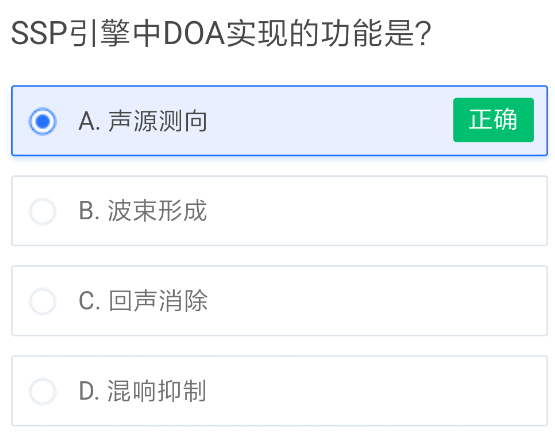 SSP引擎中DOA实现的功能是?
A. 声源测向
正确
B. 波束形成
C. 回声消除
D. 混响抑制